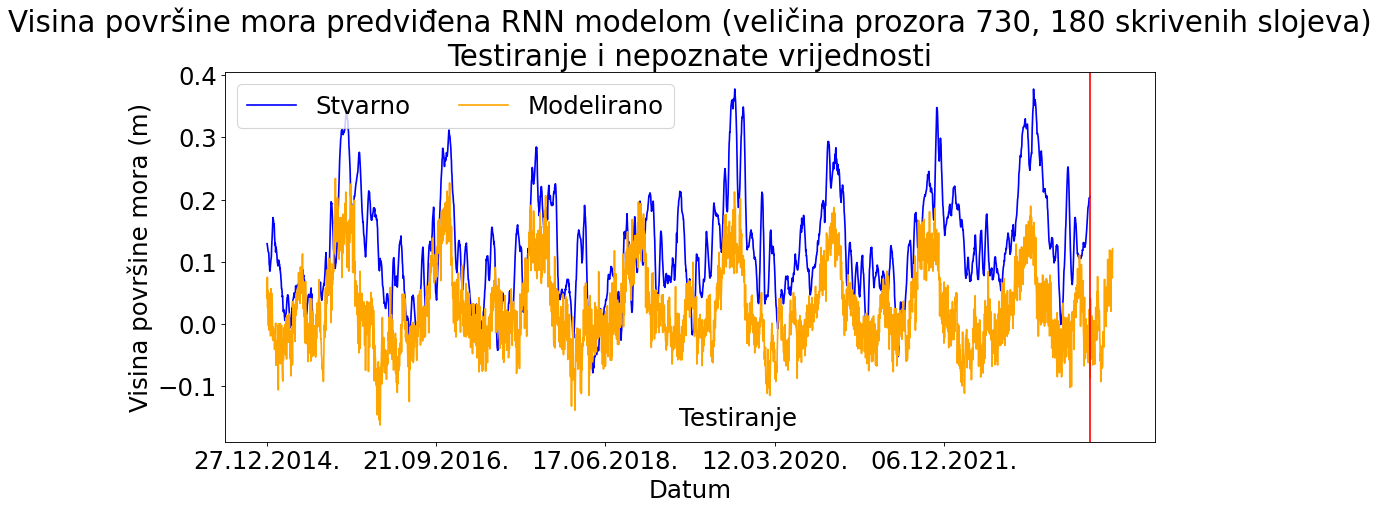 Visina površine mora predviđena RNN modelom (veličina prozora 730, 180 skrivenih slojeva)
Testiranje i nepoznate vrijednosti
Visina površine mora (m)
0.4
0.3
0.2
0.1
0.0
−0.1
Stvarno Modelirano
Testiranje
27.12.2014. 21.09.2016. 17.06.2018. 12.03.2020. 06.12.2021.
Datum